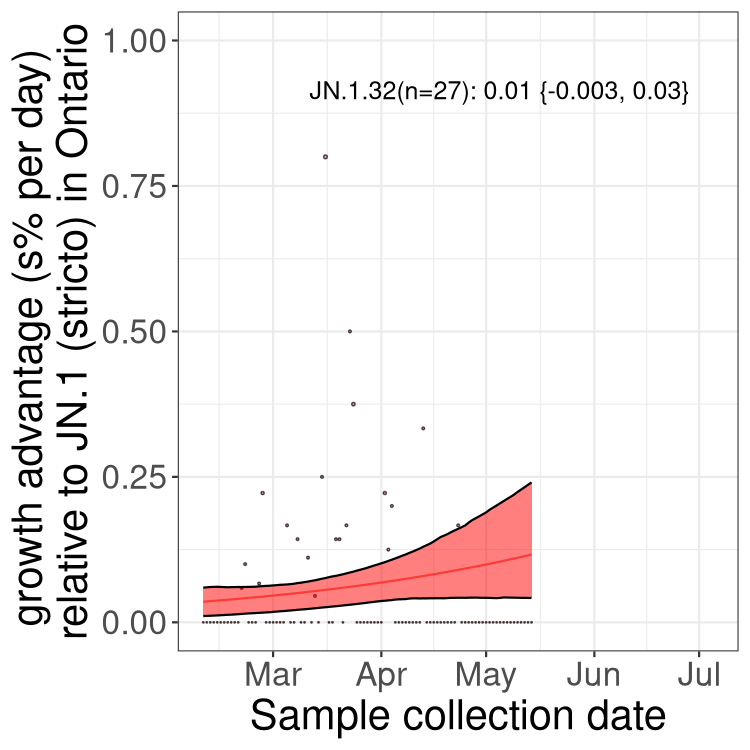 growth advantage (s% per day)
relative to JN.1 (stricto) in Ontario
1.00
0.75
0.50
0.25
0.00
JN.1.32(n=27): 0.01 {-0.003, 0.03}
Mar Apr May Jun Jul
Sample collection date